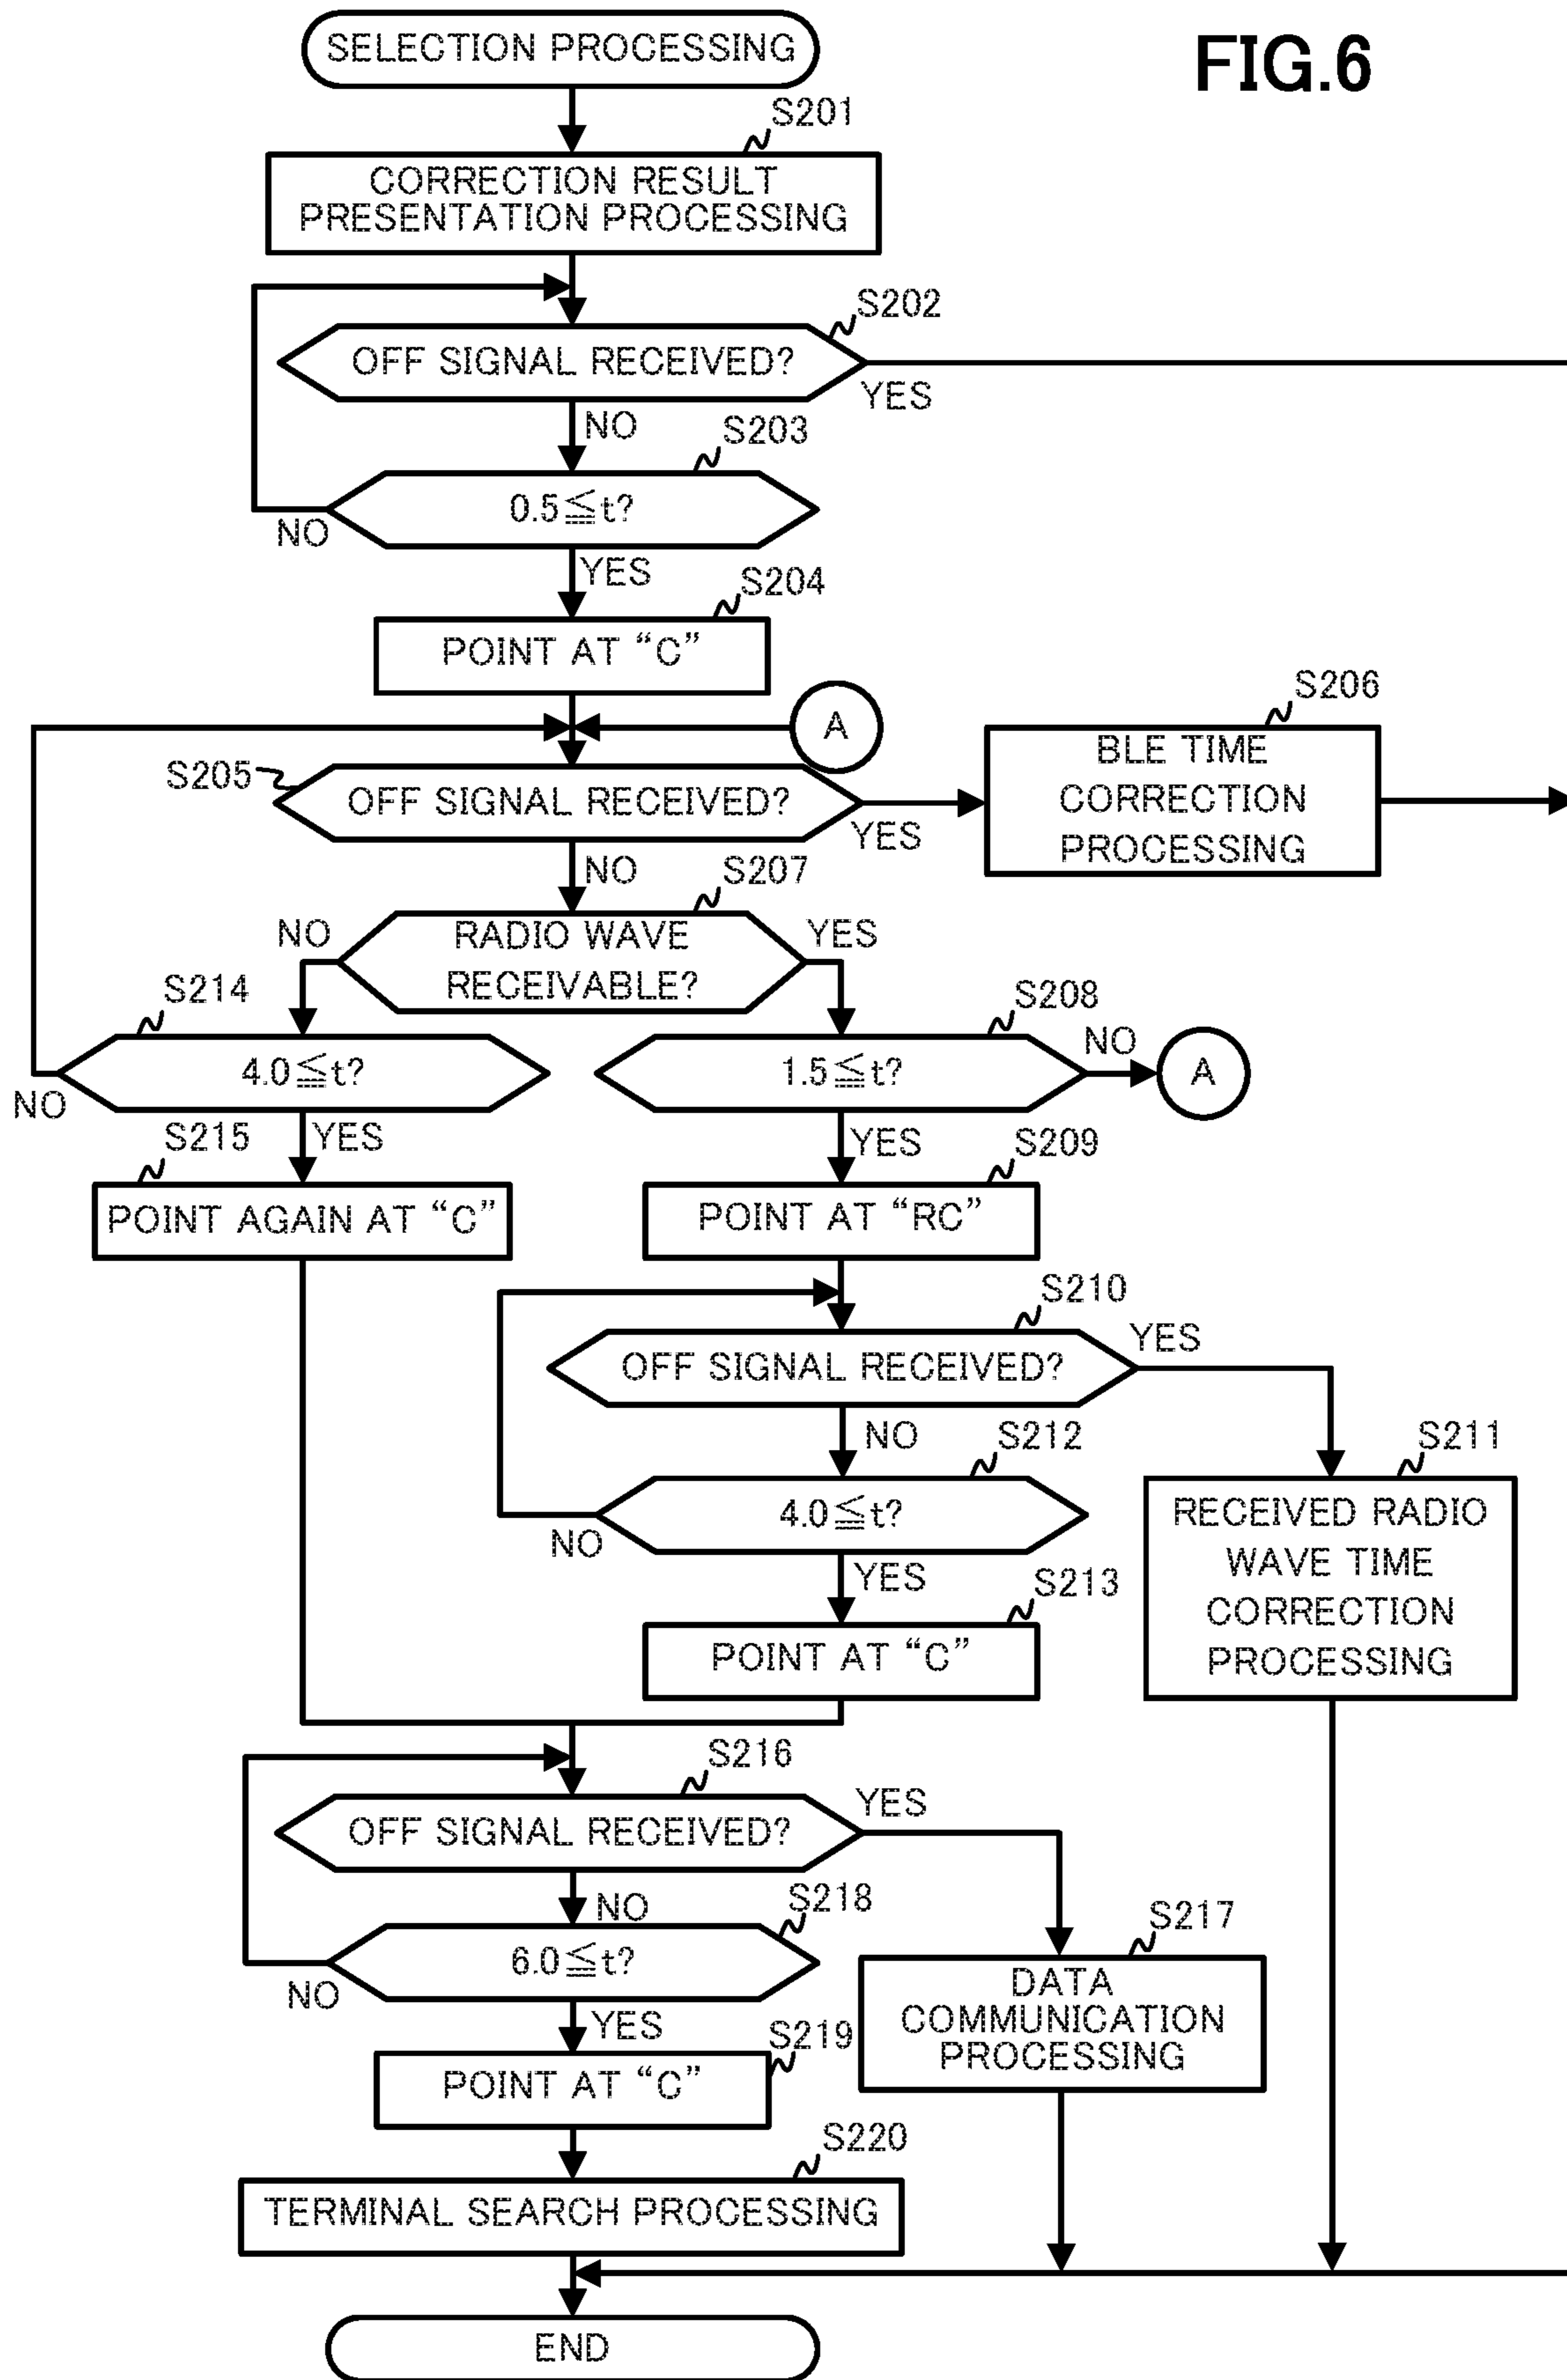 SELECTION PROCESSING
FIG.6
S201
CORRECTION RESULT
PRESENTATION PROCESSING
S202
OFF SIGNAL RECEIVED?
YES
NO
S203
0.5≦t?
NO
YES
S204
POINT AT “C”
A
S206
BLE TIME
CORRECTION
PROCESSING
S205
OFF SIGNAL RECEIVED?
YES
NO
S207
NO
RADIO WAVE
RECEIVABLE?
YES
S214
4.0≦t?
NO
S208
1.5≦t?
NO
A
S215
YES
POINT AGAIN AT “C”
YES
S209
POINT AT “RC”
S210
OFF SIGNAL RECEIVED?
YES
NO
S212
S211
4.0≦t?
NO
RECEIVED RADIO
WAVE TIME
CORRECTION
PROCESSING
YES
S213
POINT AT “C”
S216
OFF SIGNAL RECEIVED?
YES
NO
S218
6.0≦t?
NO
S217
DATA
COMMUNICATION
PROCESSING
YES
S219
POINT AT “C”
S220
TERMINAL SEARCH PROCESSING
END